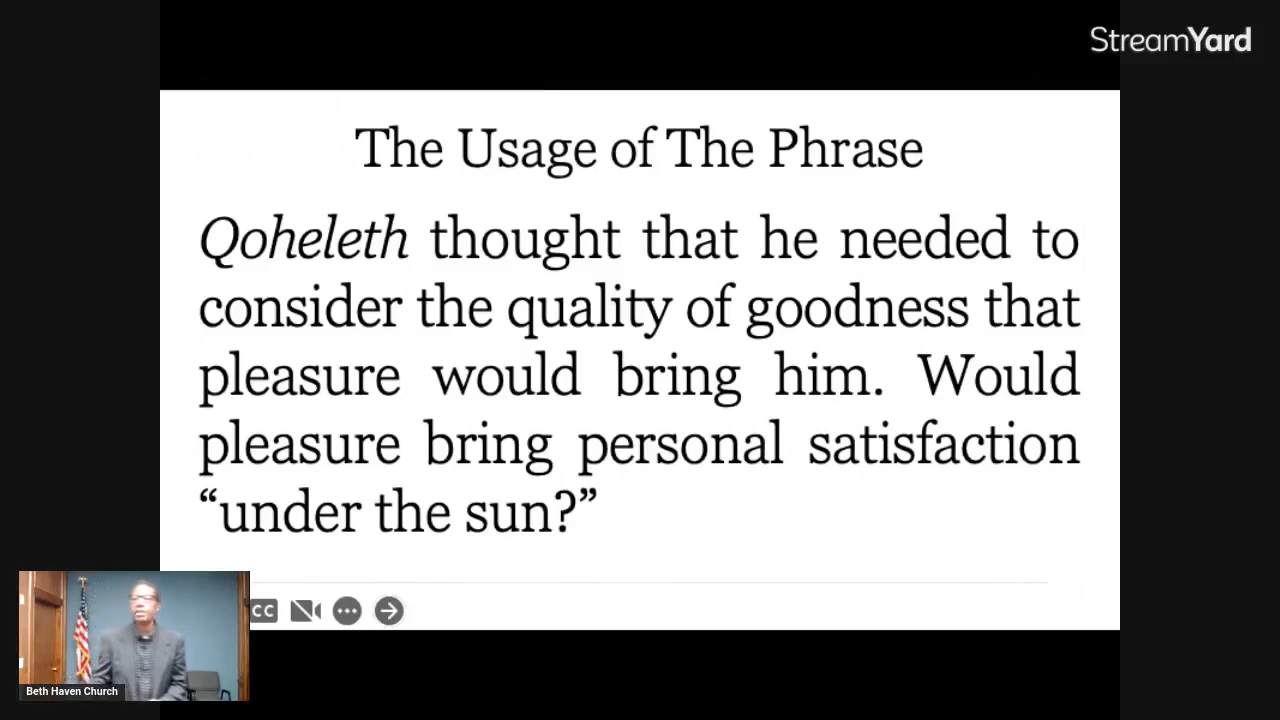 StreamYard
The Usage of The Phrase
Qoheleth thought that he needed to
consider the quality of goodness that
pleasure would bring him. Would
pleasure bring personal satisfaction
“under the sun?”
CC
Beth Haven Church